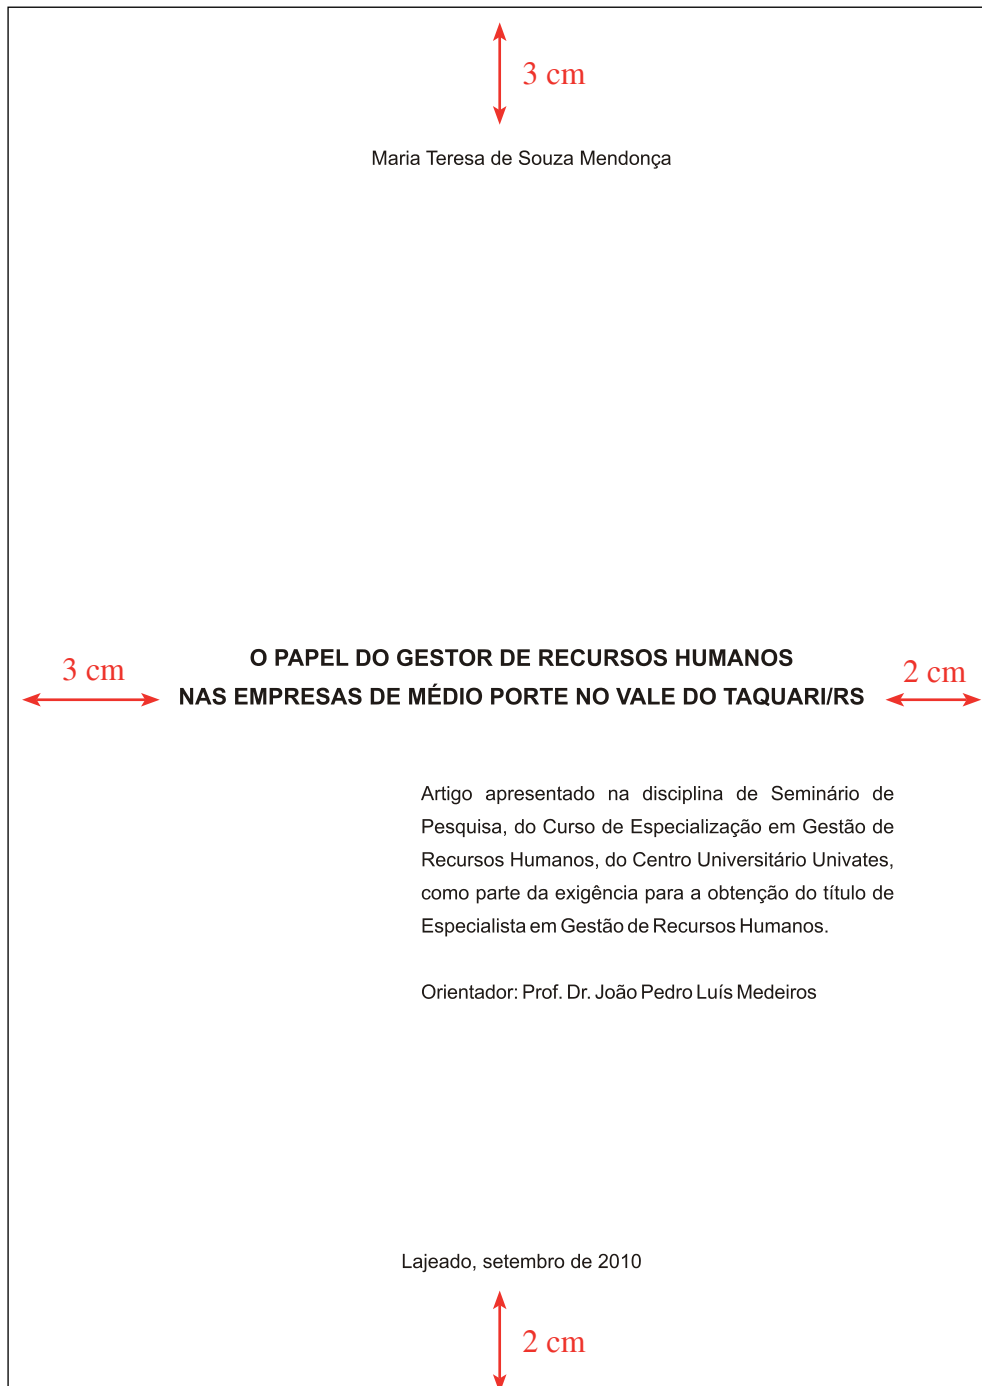 3 cm
Maria Teresa de Souza Mendonça
O PAPEL DO GESTOR DE RECURSOS HUMANOS
3 cm
NAS EMPRESAS DE MÉDIO PORTE NO VALE DO TAQUARI/RS
2 cm
Artigo apresentado na disciplina de Seminário de
Pesquisa, do Curso de Especialização em Gestão de
Recursos Humanos, do Centro Universitário Univates,
como parte da exigência para a obtenção do título de
Especialista em Gestão de Recursos Humanos.
Orientador: Prof. Dr. João Pedro Luís Medeiros
Lajeado, setembro de 2010
2 cm